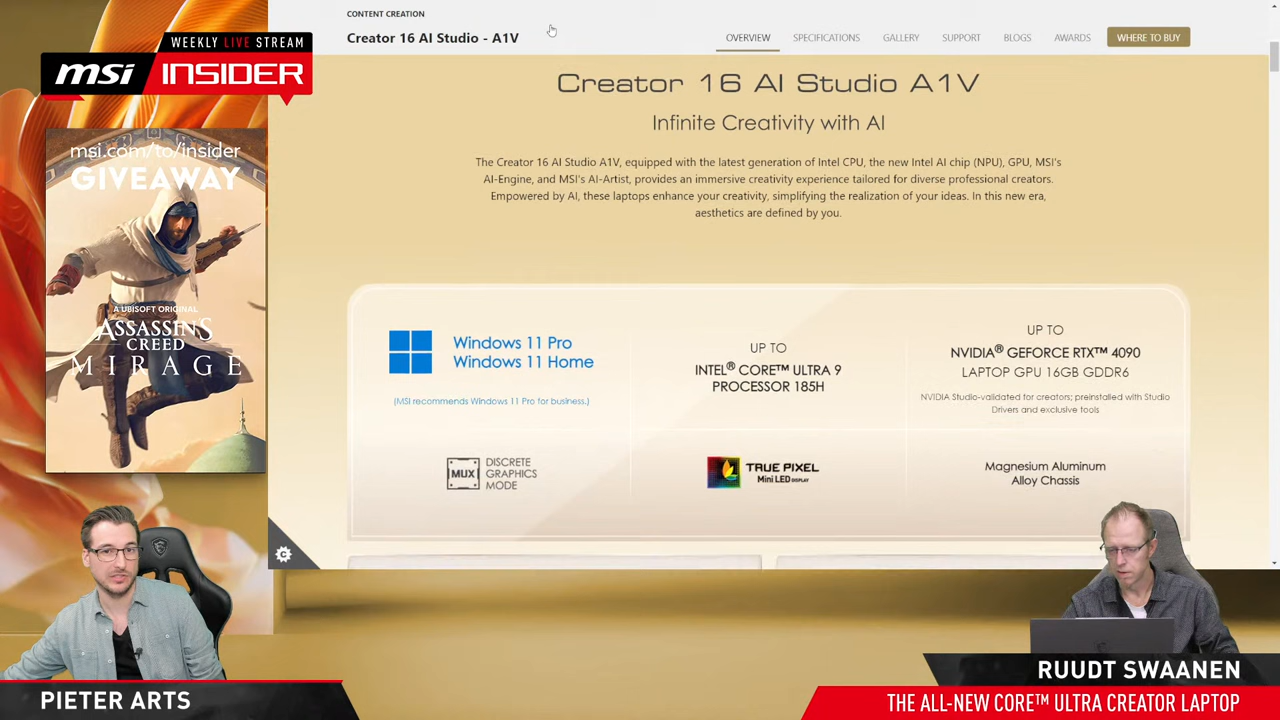 WEEKLY LIVE STREAM
msi INSIDER
msi.com/to/insider
GIVEAWAY
A UBISOFT ORIGINAL
ASSASSIN'S
CREED
MIRAGE
CONTENT CREATION
Creator 16 AI Studio - A1V
OVERVIEW SPECIFICATIONS GALLERY SUPPORT BLOGS AWARDS WHERE TO BUY
Creator 16 AI Studio A1V
Infinite Creativity with AI
The Creator 16 AI Studio A1V, equipped with the latest generation of Intel CPU, the new Intel AI chip (NPU), GPU, MSI's
AI-Engine, and MSI's AI-Artist, provides an immersive creativity experience tailored for diverse professional creators.
Empowered by AI, these laptops enhance your creativity, simplifying the realization of your ideas. In this new era,
aesthetics are defined by you.
Windows 11 Pro
Windows 11 Home
(MSI recommends Windows 11 Pro for business.)
UP TO
INTEL® CORE™ ULTRA 9
PROCESSOR 185H
UP TO
NVIDIA® GEFORCE RTX™ 4090
LAPTOP GPU 16GB GDDR6
NVIDIA Studio-validated for creators; preinstalled with Studio
Drivers and exclusive tools
MUX
DISCRETE
GRAPHICS
MODE
TRUE PIXEL
Mini LED DISPLAY
Magnesium Aluminum
Alloy Chassis
C
PIETER ARTS
RUUDT SWAANEN
THE ALL-NEW CORE™ ULTRA CREATOR LAPTOP